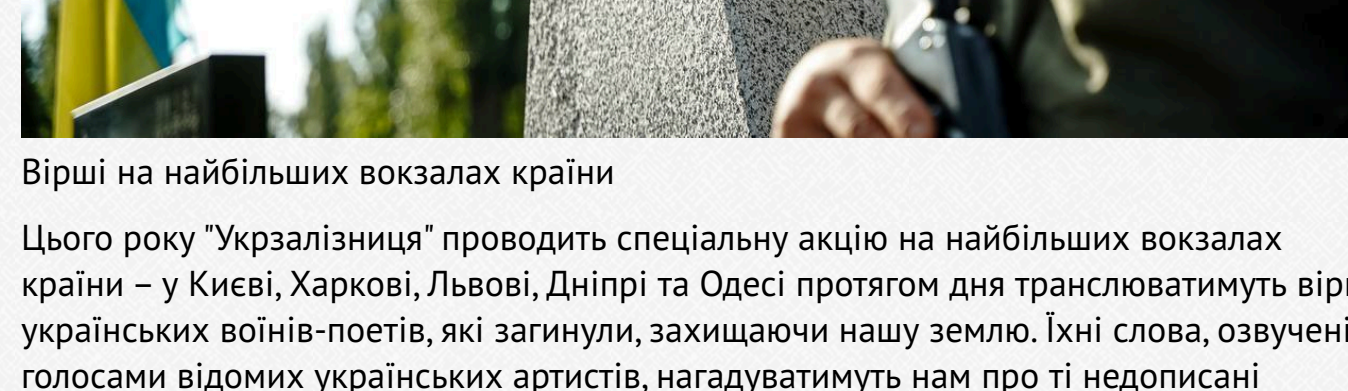 Вірші на найбільших вокзалах країни
Цього року "Укрзалізниця" проводить спеціальну акцію на найбільших вокзалах
країни – у Києві, Харкові, Львові, Дніпрі та Одесі протягом дня транслюватимуть
українських воїнів-поетів, які загинули, захищаючи нашу землю. Їхні слова, озвучені
голосами відомих українських артистів, нагадуватимуть нам про ті недописані